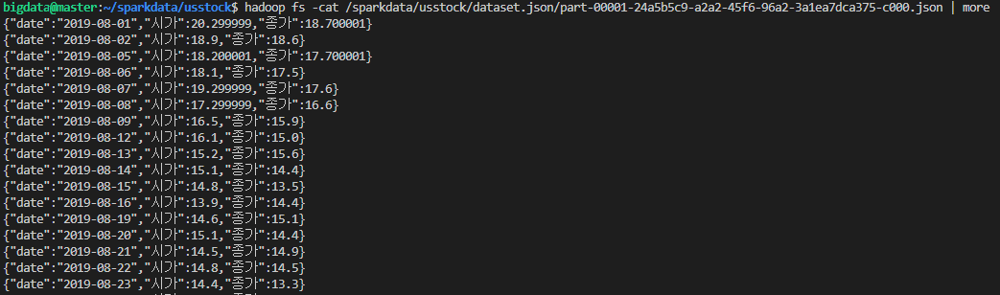 bigdata@master:~/sparkdata/usstock$ hadoop fs -cat /sparkdata/usstock/dataset.json/part-00001-24a5b5c9-a2a2-45f6-96a2-3a1ea7dca375-c000.json | more
{"date":"2019-08-01","시가":20.299999,"종가":18.700001}
{"date":"2019-08-02","시가":18.9,"종가":18.6}
{"date":"2019-08-05","시가":18.200001,"종가":17.700001}
{"date":"2019-08-06","시가":18.1,"종가":17.5}
{"date":"2019-08-07","시가":19.299999,"종가":17.6}
{"date":"2019-08-08","시가":17.299999,"종가":16.6}
{"date":"2019-08-09","시가":16.5,"종가":15.9}
{"date":"2019-08-12","시가":16.1,"종가":15.0}
{"date":"2019-08-13","시가":15.2,"종가":15.6}
{"date":"2019-08-14","시가":15.1,"종가":14.4}
{"date":"2019-08-15","시가":14.8,"종가":13.5}
{"date":"2019-08-16","시가":13.9,"종가":14.4}
{"date":"2019-08-19","시가":14.6,"종가":15.1}
{"date":"2019-08-20","시가":15.1,"종가":14.4}
{"date":"2019-08-21","시가":14.5,"종가":14.9}
{"date":"2019-08-22","시가":14.8,"종가":14.5}
{"date":"2019-08-23","시가":14.4,"종가":13.3}